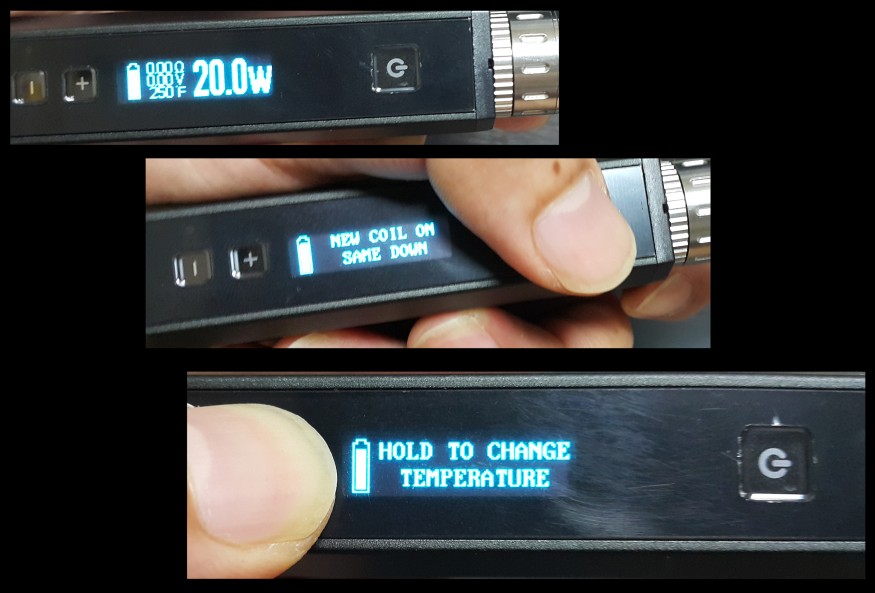 −
+
0.00Ω
0.00V
250°F
20.0W
−
+
NEW COIL ON
SAME DOWN
HOLD TO CHANGE
TEMPERATURE